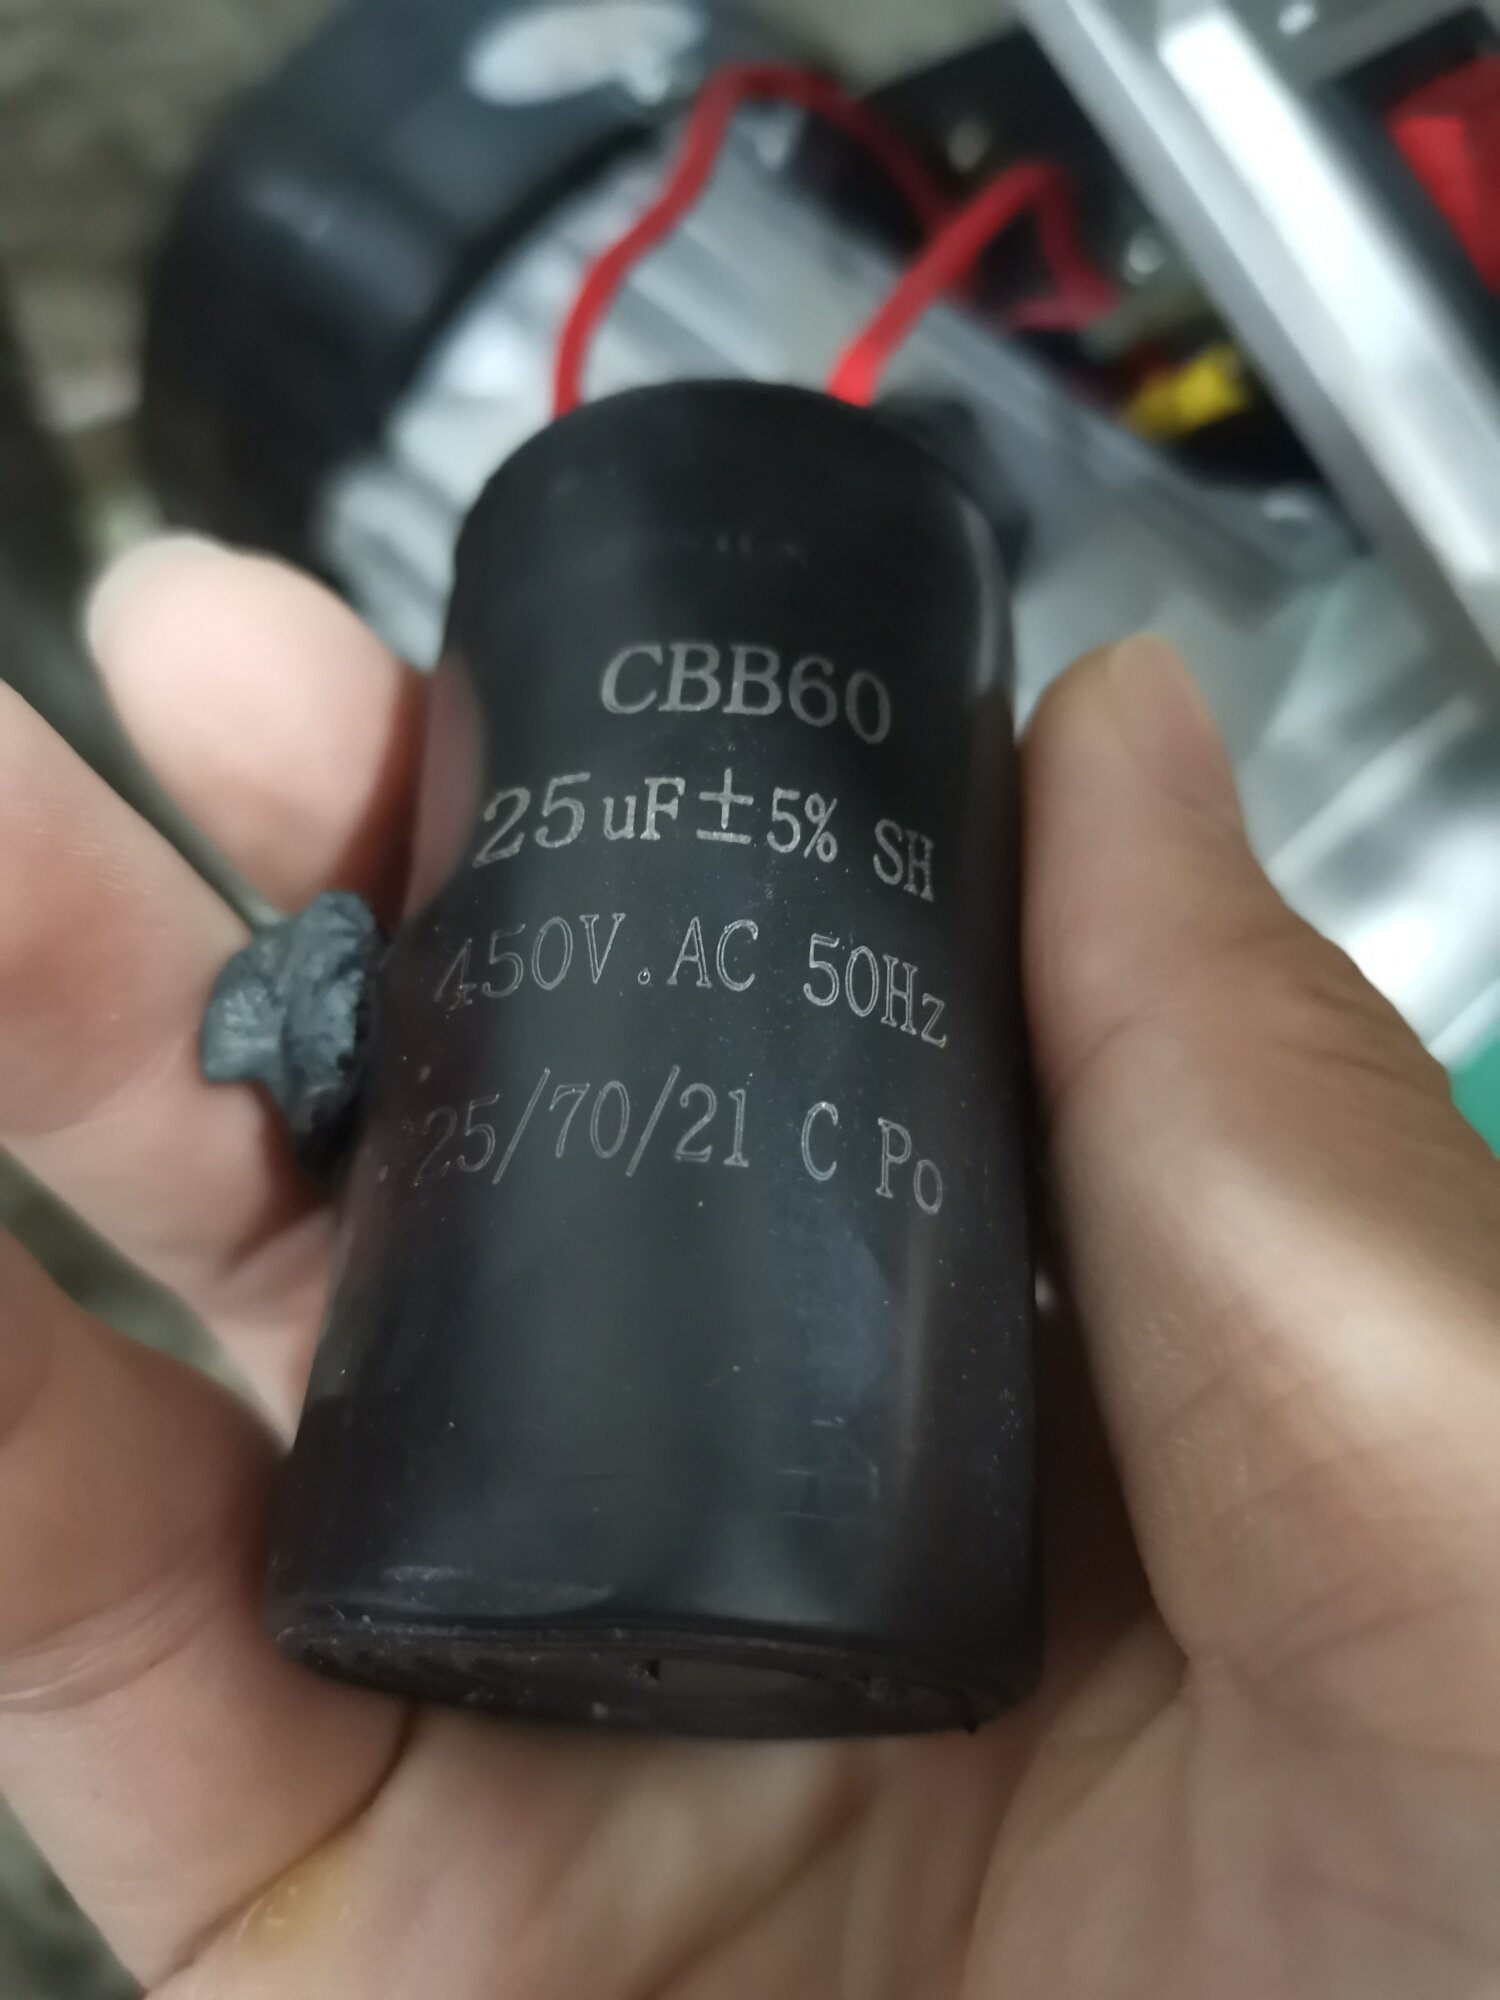 CBB60
25uF±5% SH
450V.AC 50Hz
25/70/21 C Po